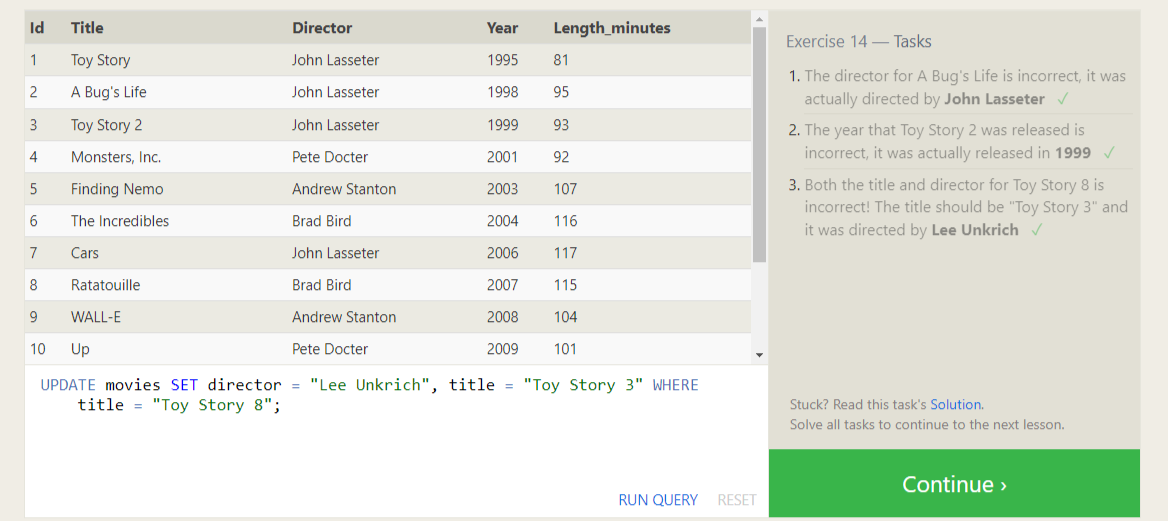 Id Title Director Year Length_minutes
1 Toy Story John Lasseter 1995 81
2 A Bug's Life John Lasseter 1998 95
3 Toy Story 2 John Lasseter 1999 93
4 Monsters, Inc. Pete Docter 2001 92
5 Finding Nemo Andrew Stanton 2003 107
6 The Incredibles Brad Bird 2004 116
7 Cars John Lasseter 2006 117
8 Ratatouille Brad Bird 2007 115
9 WALL-E Andrew Stanton 2008 104
10 Up Pete Docter 2009 101
UPDATE movies SET director = "Lee Unkrich", title = "Toy Story 3" WHERE
title = "Toy Story 8";
RUN QUERY RESET
Exercise 14 — Tasks
1. The director for A Bug's Life is incorrect, it was
actually directed by John Lasseter ✓
2. The year that Toy Story 2 was released is
incorrect, it was actually released in 1999 ✓
3. Both the title and director for Toy Story 8 is
incorrect! The title should be "Toy Story 3" and
it was directed by Lee Unkrich ✓
Stuck? Read this task's Solution.
Solve all tasks to continue to the next lesson.
Continue ›